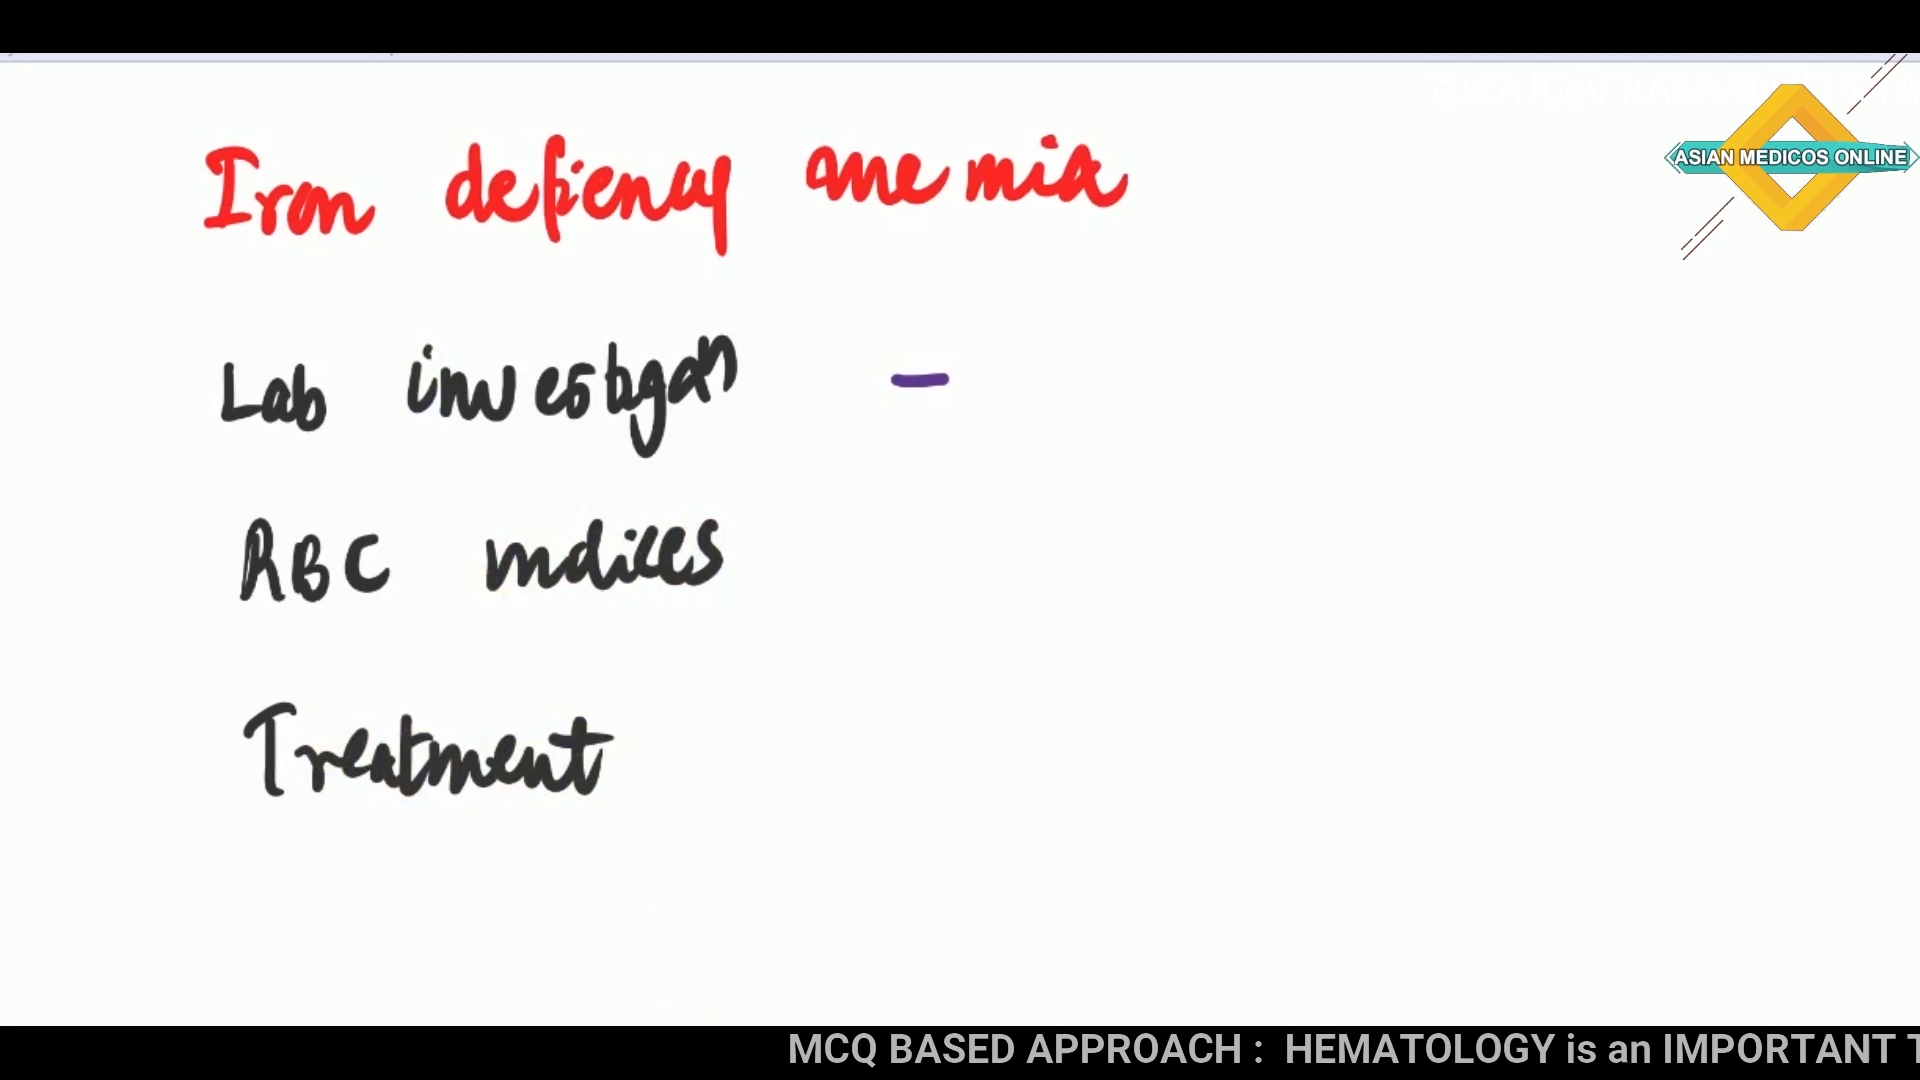 Iron defiency anemia
ASIAN MEDICOS ONLINE
Lab investigan
RBC indices
Treatment
MCQ BASED APPROACH : HEMATOLOGY is an IMPORTANT T